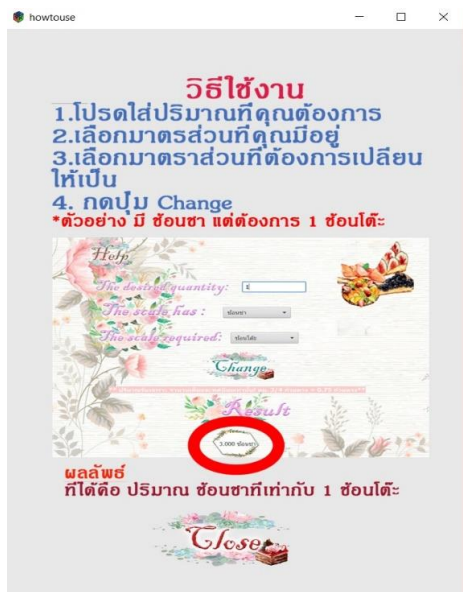 howtouse
วิธีใช้งาน
1.โปรดใส่ปริมาณที่คุณต้องการ
2.เลือกมาตรส่วนที่คุณมีอยู่
3.เลือกมาตราส่วนที่ต้องการเปลี่ยน
ให้เป็น
4. กดปุ่ม Change
*ตัวอย่าง มี ช้อนชา แต่ต้องการ 1 ช้อนโต๊ะ
Help
The desired quantity: 1
The scale has : ช้อนชา
The scale required: ช้อนโต๊ะ
Change
Result
3.000 ช้อนชา
ผลลัพธ์
ที่ได้คือ ปริมาณ ช้อนชาที่เท่ากับ 1 ช้อนโต๊ะ
Close